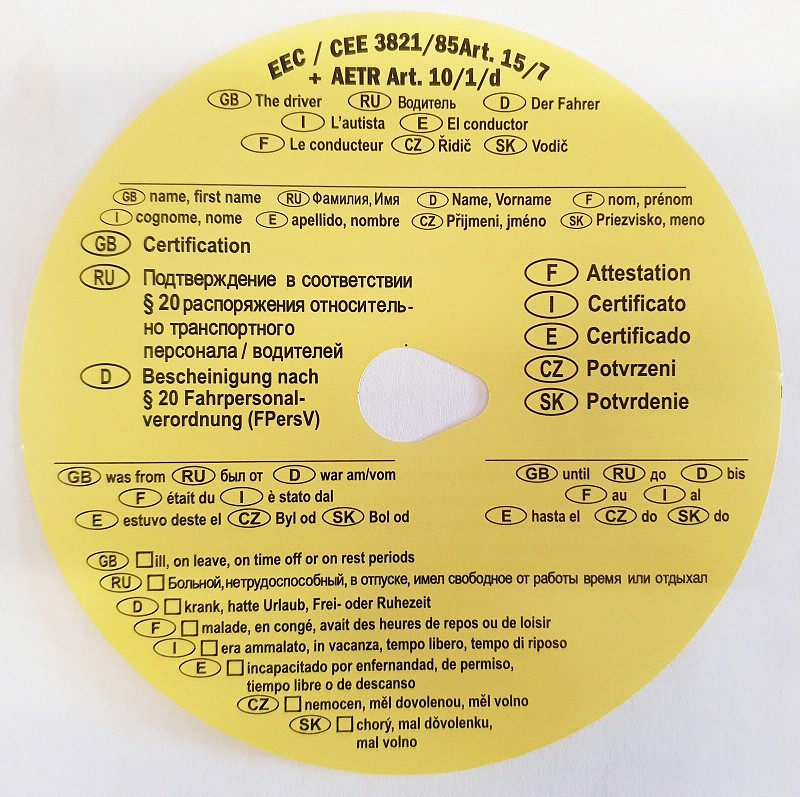 EEC / CEE 3821/85Art. 15/7
+ AETR Art. 10/1/d
GB The driver RU Водитель D Der Fahrer
I L'autista E El conductor
F Le conducteur CZ Řidič SK Vodič
GB name, first name RU Фамилия, Имя D Name, Vorname F nom, prénom
I cognome, nome E apellido, nombre CZ Přijmeni, jméno SK Priezvisko, meno
GB Certification
RU Подтверждение в соответствии
§ 20 распоряжения относитель-
но транспортного
персонала / водителей
D Bescheinigung nach
§ 20 Fahrpersonal-
verordnung (FPersV)
F Attestation
I Certificato
E Certificado
CZ Potvrzeni
SK Potvrdenie
GB was from RU был от D war am/vom
F était du I è stato dal
E estuvo deste el CZ Byl od SK Bol od
GB until RU до D bis
F au I al
E hasta el CZ do SK do
GB ill, on leave, on time off or on rest periods
RU Больной, нетрудоспособный, в отпуске, имел свободное от работы время или отдыхал
D krank, hatte Urlaub, Frei- oder Ruhezeit
F malade, en congé, avait des heures de repos ou de loisir
I era ammalato, in vacanza, tempo libero, tempo di riposo
E incapacitado por enfernandad, de permiso,
tiempo libre o de descanso
CZ nemocen, měl dovolenou, měl volno
SK chorý, mal dŏvolenku,
mal volno